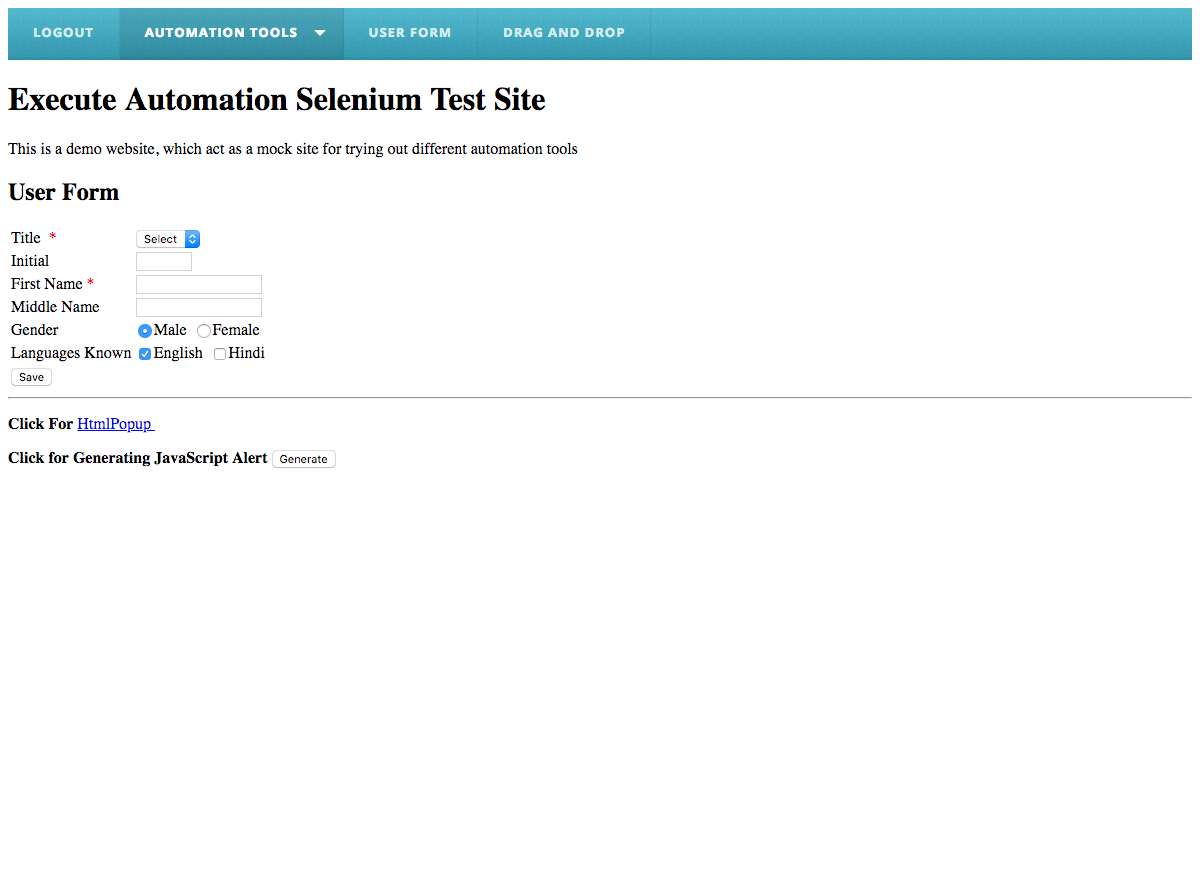 LOGOUT AUTOMATION TOOLS USER FORM DRAG AND DROP
Execute Automation Selenium Test Site
This is a demo website, which act as a mock site for trying out different automation tools
User Form
Title * Select
Initial
First Name *
Middle Name
Gender Male Female
Languages Known English Hindi
Save
Click For HtmlPopup
Click for Generating JavaScript Alert Generate